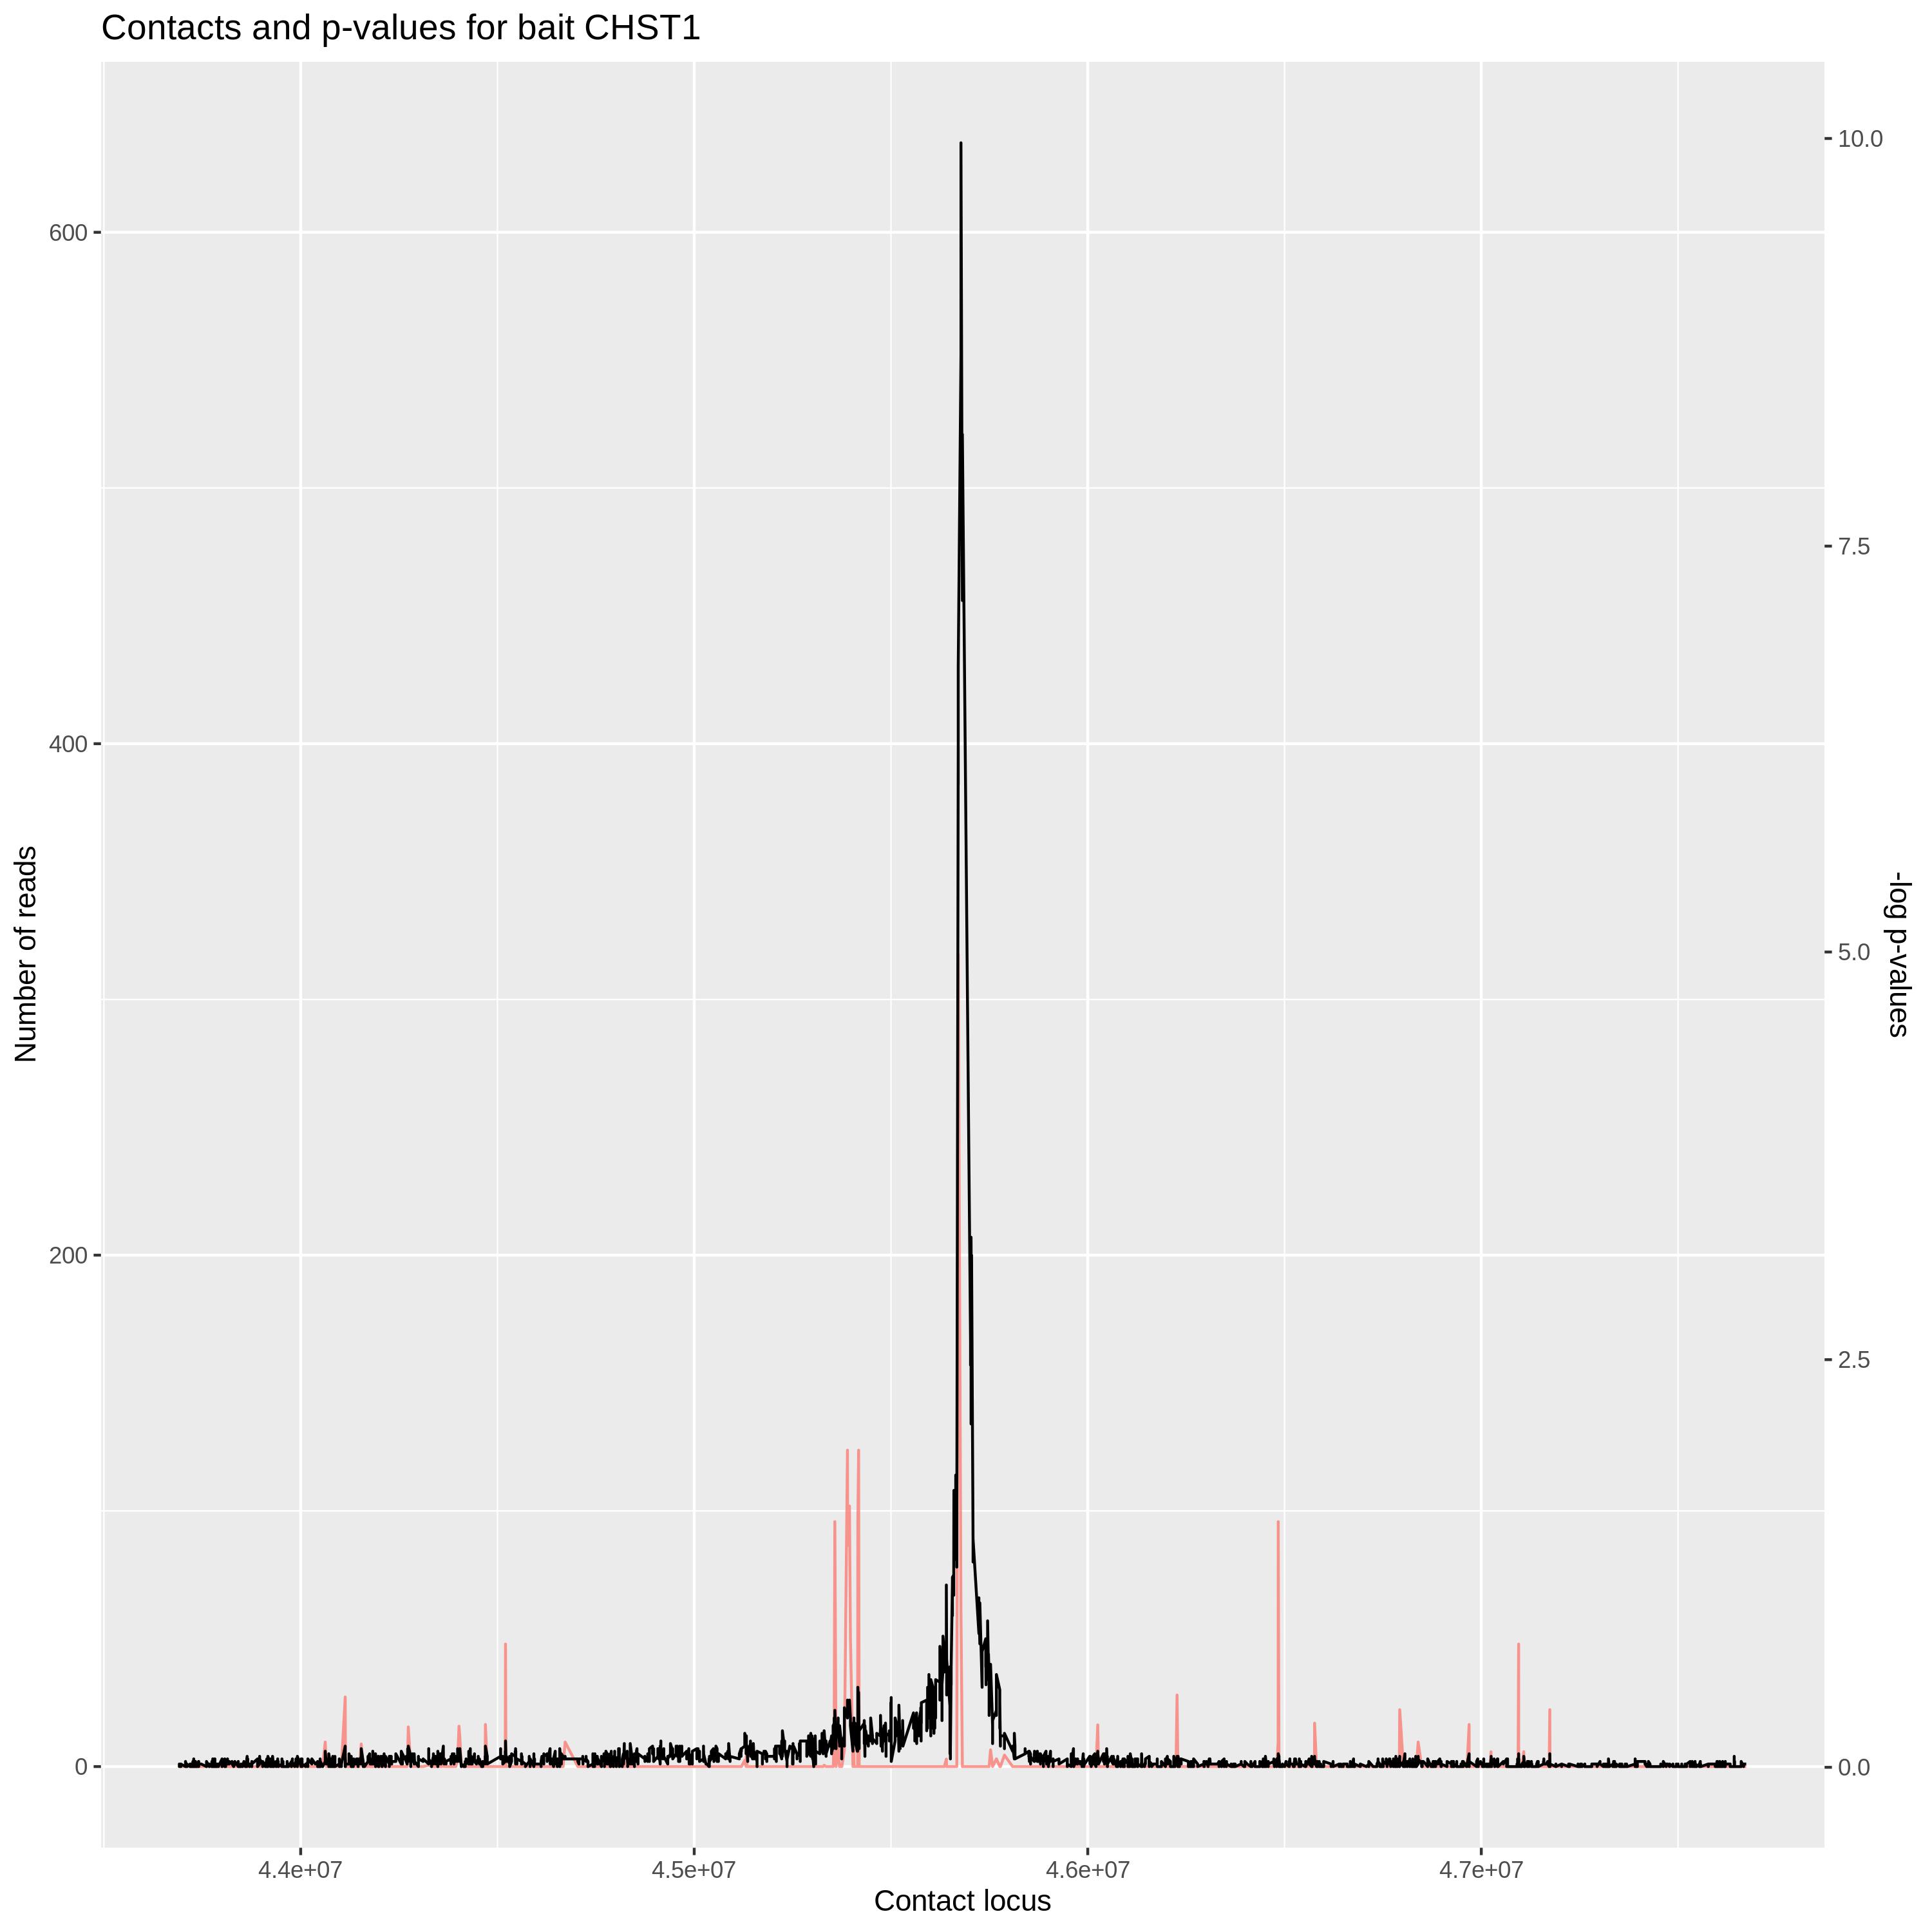 Contacts and p-values for bait CHST1
Number of reads
600
400
200
0
10.0
7.5
5.0
2.5
0.0
-log p-values
4.4e+07
4.5e+07
4.6e+07
4.7e+07
Contact locus